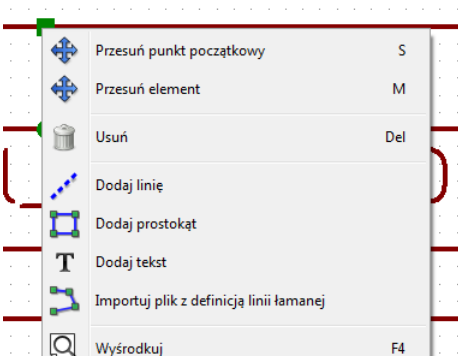 Przesuń punkt początkowy S
Przesuń element M
Usuń Del
Dodaj linię
Dodaj prostokąt
Dodaj tekst
Importuj plik z definicją linii łamanej
Wyśrodkuj F4